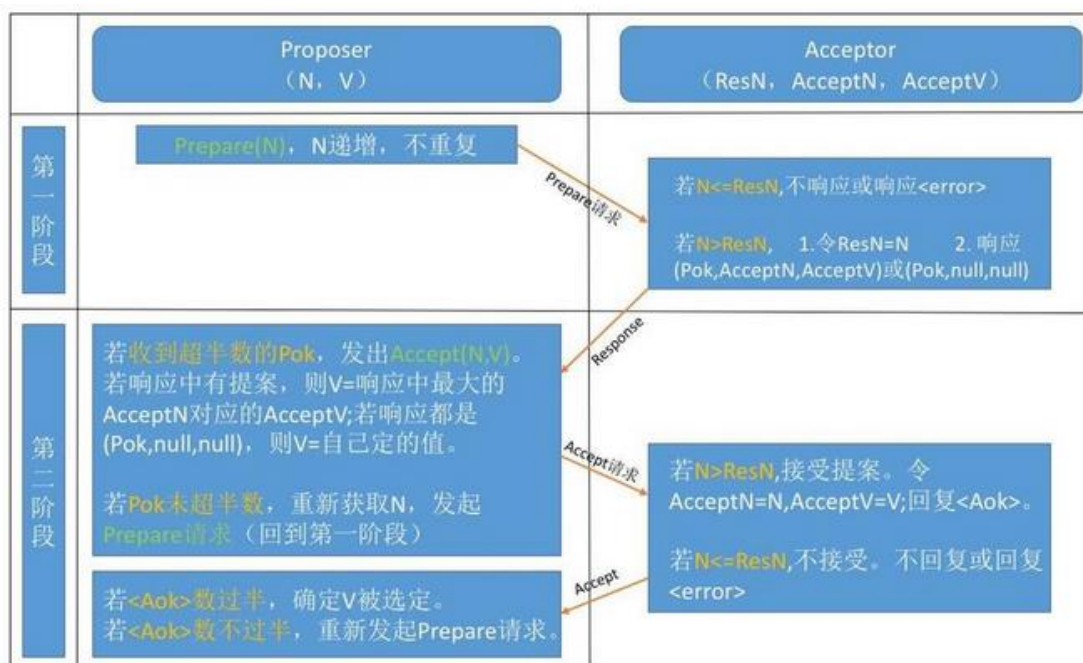 Proposer
（N，V）
Acceptor
（ResN，AcceptN，AcceptV）
第一阶段
Prepare(N)，N递增，不重复
Prepare请求
若N<=ResN,不响应或响应<error>
若N>ResN, 1.令ResN=N 2. 响应
(Pok,AcceptN,AcceptV)或(Pok,null,null)
Response
第二阶段
若收到超半数的Pok，发出Accept(N,V)。
若响应中有提案，则V=响应中最大的
AcceptN对应的AcceptV;若响应都是
(Pok,null,null)，则V=自己定的值。
若Pok未超半数，重新获取N，发起
Prepare请求（回到第一阶段）
Accept请求
若N>ResN,接受提案。令
AcceptN=N,AcceptV=V;回复<Aok>。
若N<=ResN,不接受。不回复或回复
<error>
Accept
若<Aok>数过半，确定V被选定。
若<Aok>数不过半，重新发起Prepare请求。